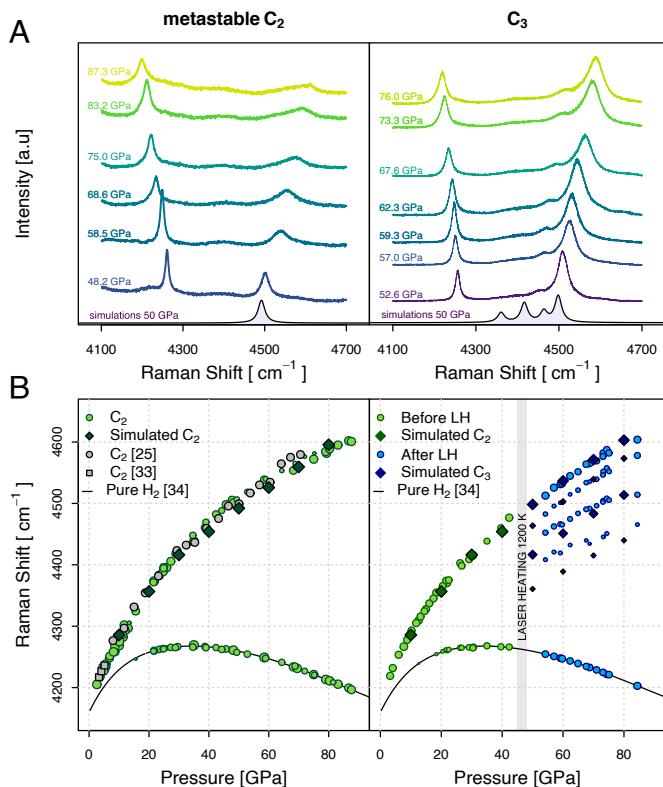 A
metastable C₂
C₃
Intensity [a.u]
87.3 GPa
83.2 GPa
75.0 GPa
68.6 GPa
58.5 GPa
48.2 GPa
simulations 50 GPa
76.0 GPa
73.3 GPa
67.6 GPa
62.3 GPa
59.3 GPa
57.0 GPa
52.6 GPa
simulations 50 GPa
4100 4300 4500 4700
4100 4300 4500 4700
Raman Shift [ cm⁻¹]
Raman Shift [ cm⁻¹]
B
Raman Shift [ cm⁻¹]
4600
4500
4400
4300
4200
C₂
Simulated C₂
C₂ [25]
C₂ [33]
Pure H₂ [34]
Before LH
Simulated C₂
After LH
Simulated C₃
Pure H₂ [34]
LASER HEATING 1200 K
0 20 40 60 80
0 20 40 60 80
Pressure [GPa]
Pressure [GPa]